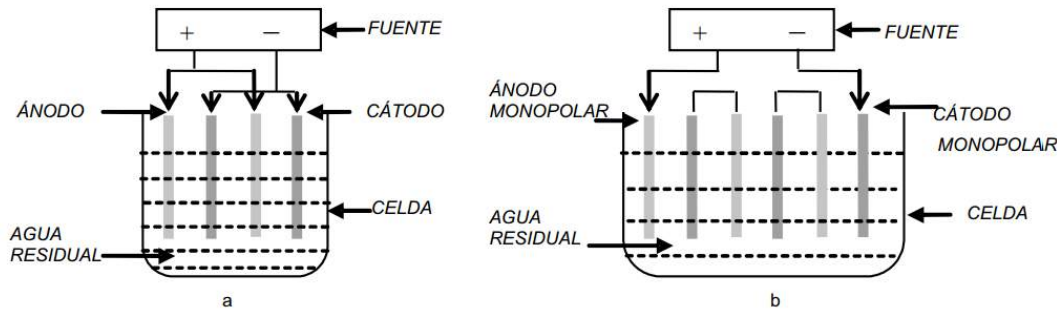 + −
FUENTE
ÁNODO
CÁTODO
CELDA
AGUA
RESIDUAL
a
+ −
FUENTE
ÁNODO
MONOPOLAR
CÁTODO
MONOPOLAR
CELDA
AGUA
RESIDUAL
b